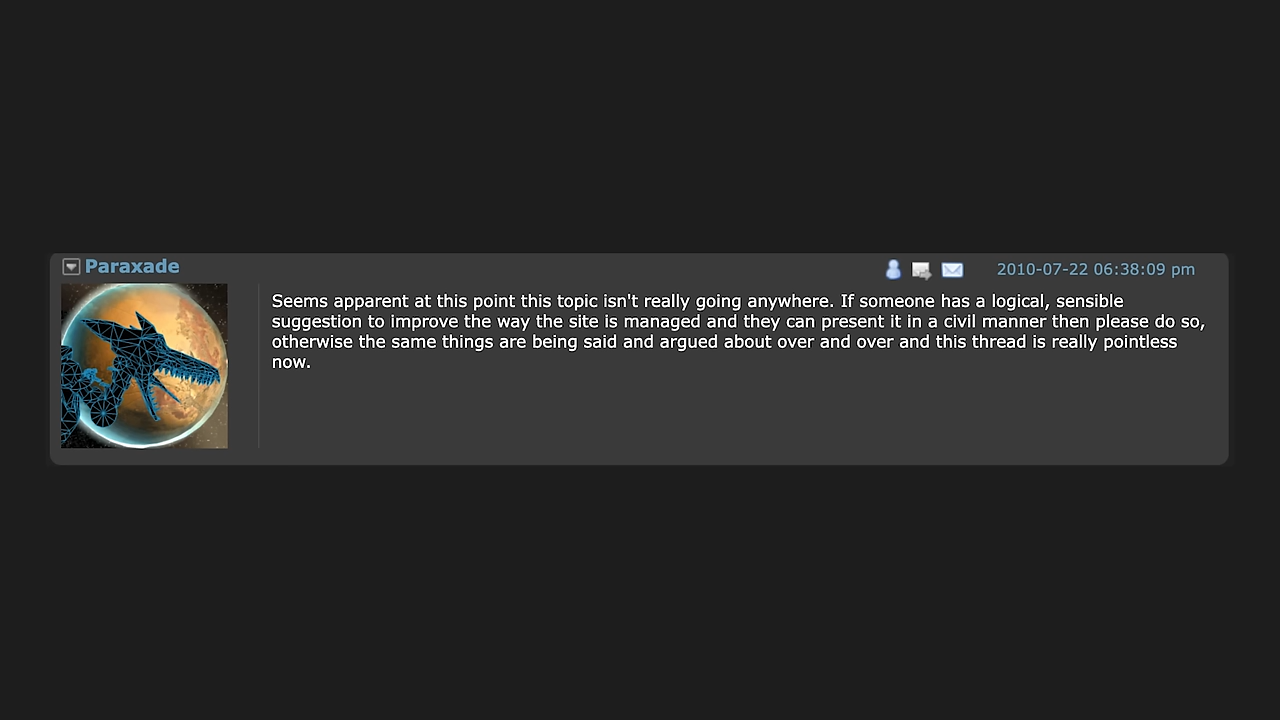 Paraxade
2010-07-22 06:38:09 pm
Seems apparent at this point this topic isn't really going anywhere. If someone has a logical, sensible
suggestion to improve the way the site is managed and they can present it in a civil manner then please do so,
otherwise the same things are being said and argued about over and over and this thread is really pointless
now.